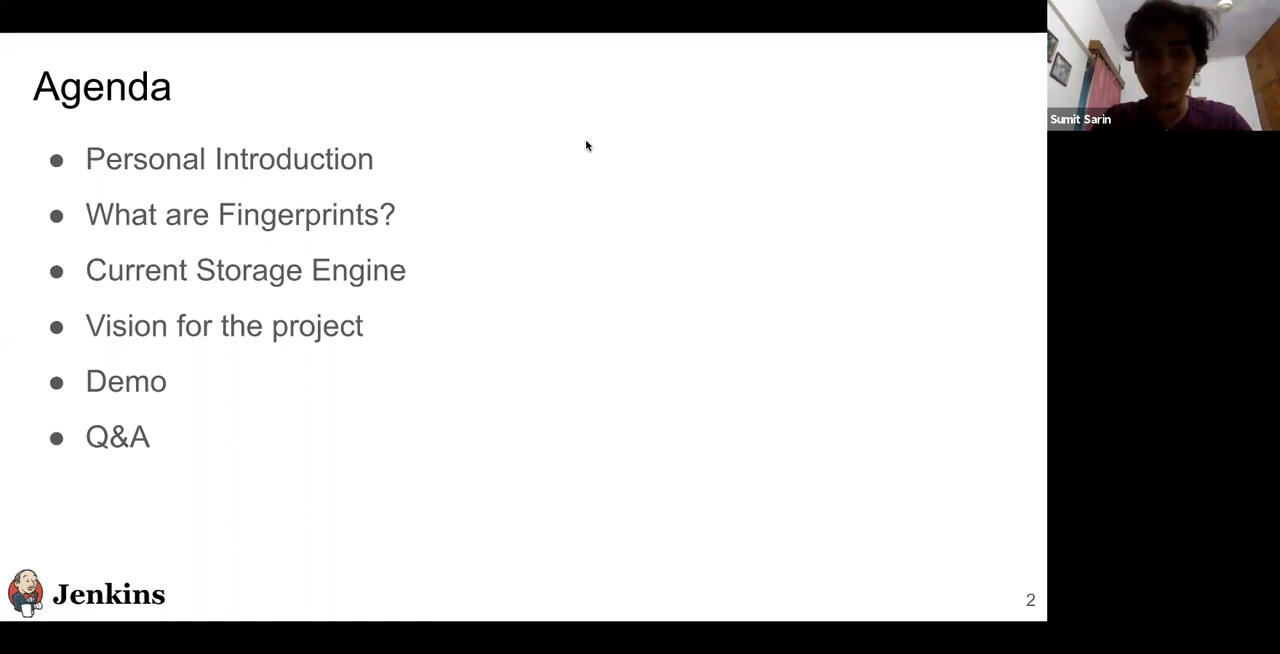 Agenda
● Personal Introduction
● What are Fingerprints?
● Current Storage Engine
● Vision for the project
● Demo
● Q&A
Jenkins
2
Sumit Sarin